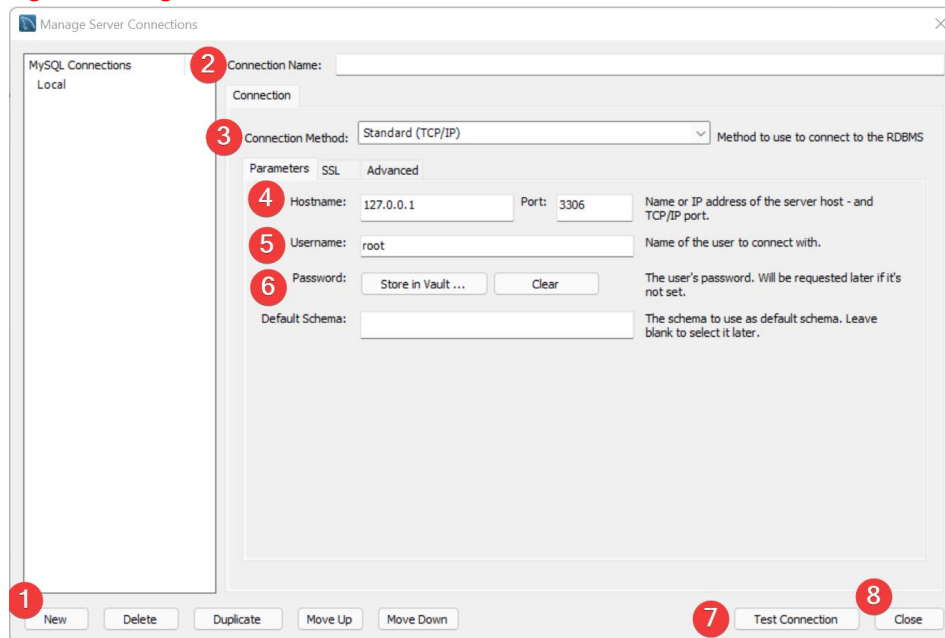 Manage Server Connections
MySQL Connections
Local
2 Connection Name:
Connection
3 Connection Method: Standard (TCP/IP) Method to use to connect to the RDBMS
Parameters SSL Advanced
4 Hostname: 127.0.0.1 Port: 3306 Name or IP address of the server host - and
TCP/IP port.
5 Username: root Name of the user to connect with.
6 Password: Store in Vault ... Clear The user's password. Will be requested later if it's
not set.
Default Schema: The schema to use as default schema. Leave
blank to select it later.
1 7 8
New Delete Duplicate Move Up Move Down Test Connection Close